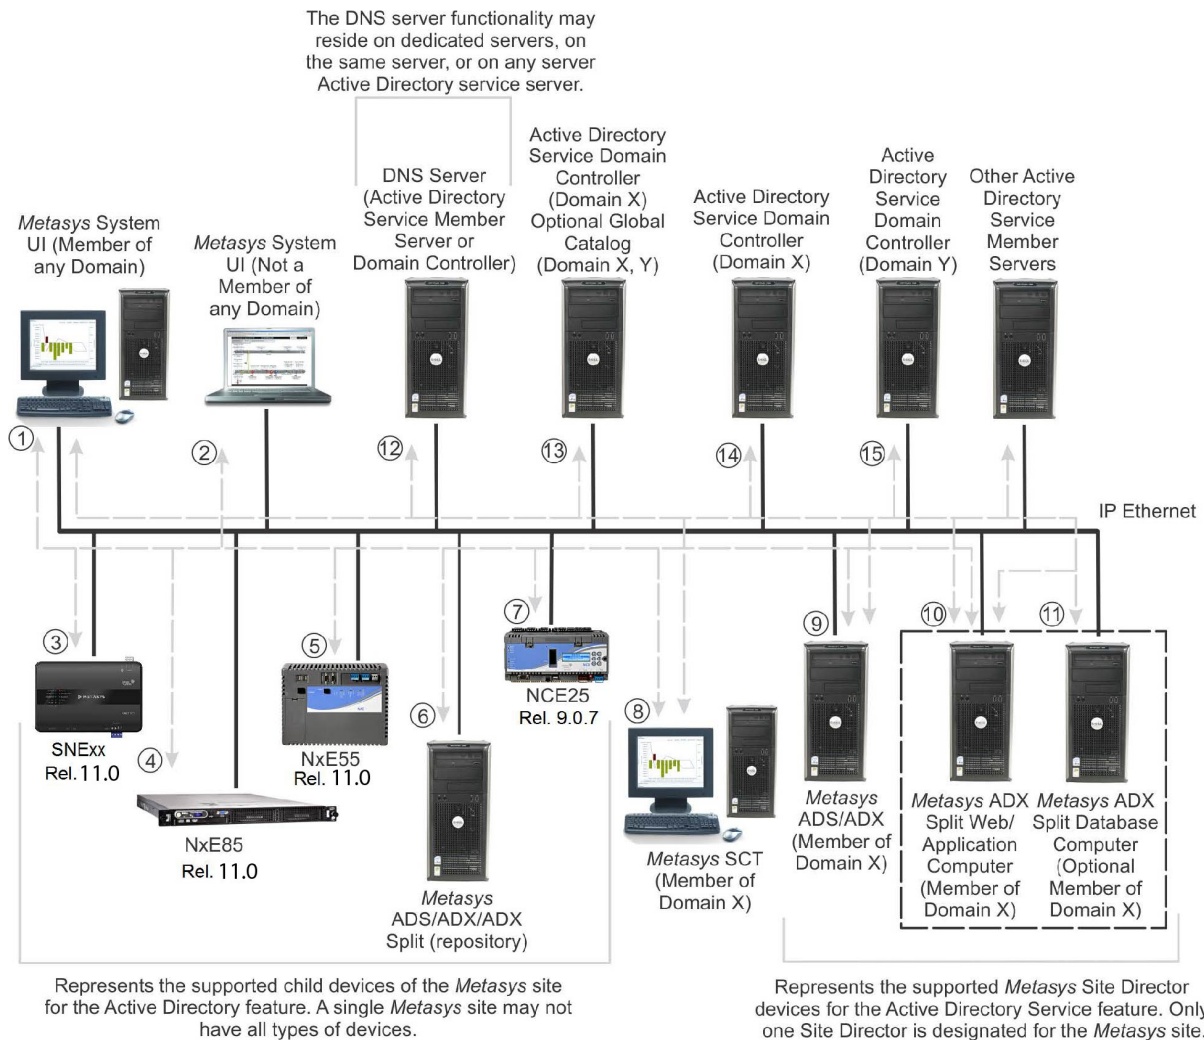 The DNS server functionality may
reside on dedicated servers, on
the same server, or on any server
Active Directory service server.
Metasys System
UI (Member of
any Domain)
Metasys System
UI (Not a
Member of
any Domain)
DNS Server
(Active Directory
Service Member
Server or
Domain Controller)
Active Directory
Service Domain
Controller
(Domain X)
Optional Global
Catalog
(Domain X, Y)
Active Directory
Service Domain
Controller
(Domain X)
Active
Directory
Service
Domain
Controller
(Domain Y)
Other Active
Directory
Service
Member
Servers
1
2
12
13
14
15
IP Ethernet
3
4
5
6
7
8
9
10
11
SNExx
Rel. 11.0
NxE85
Rel. 11.0
NxE55
Rel. 11.0
Metasys
ADS/ADX/ADX
Split (repository)
NCE25
Rel. 9.0.7
Metasys SCT
(Member of
Domain X)
Metasys
ADS/ADX
(Member of
Domain X)
Metasys ADX
Split Web/
Application
Computer
(Member of
Domain X)
Metasys ADX
Split Database
Computer
(Optional
Member of
Domain X)
Represents the supported child devices of the Metasys site
for the Active Directory feature. A single Metasys site may not
have all types of devices.
Represents the supported Metasys Site Director
devices for the Active Directory Service feature. Only
one Site Director is designated for the Metasys site.